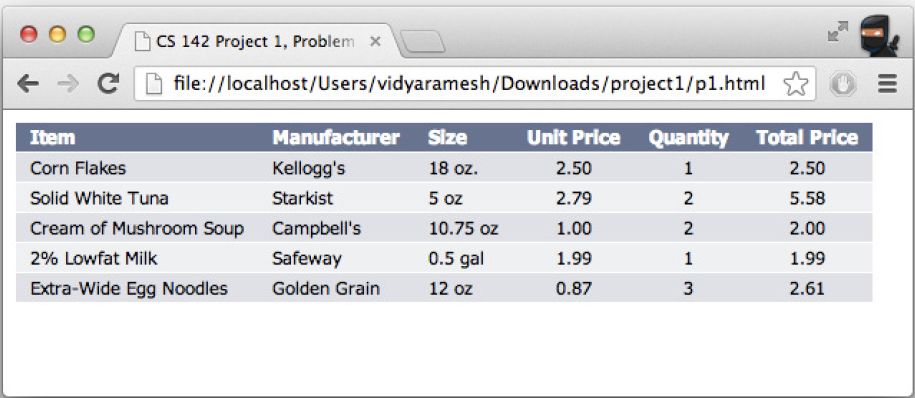 CS 142 Project 1, Problem
file://localhost/Users/vidyaramesh/Downloads/project1/p1.html
Item Manufacturer Size Unit Price Quantity Total Price
Corn Flakes Kellogg's 18 oz. 2.50 1 2.50
Solid White Tuna Starkist 5 oz 2.79 2 5.58
Cream of Mushroom Soup Campbell's 10.75 oz 1.00 2 2.00
2% Lowfat Milk Safeway 0.5 gal 1.99 1 1.99
Extra-Wide Egg Noodles Golden Grain 12 oz 0.87 3 2.61